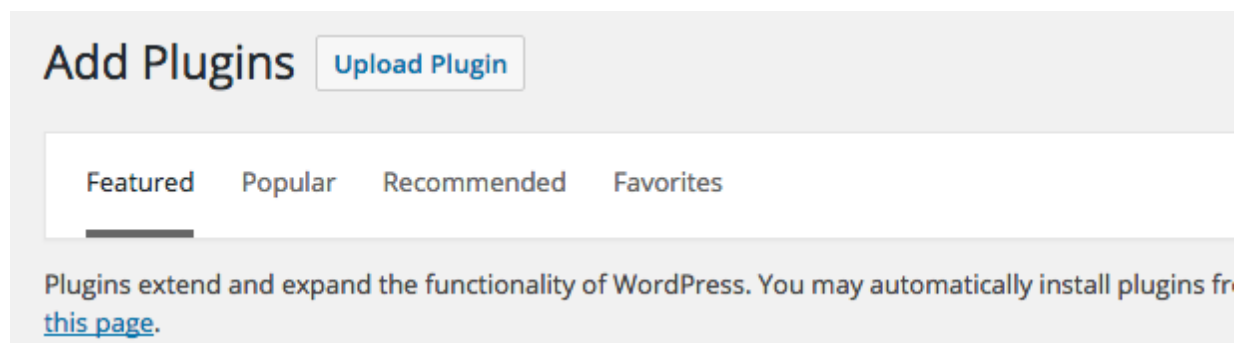 Add Plugins Upload Plugin
Featured Popular Recommended Favorites
Plugins extend and expand the functionality of WordPress. You may automatically install plugins
this page.